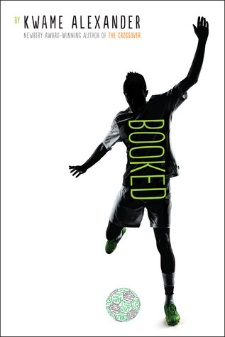 BY KWAME ALEXANDER
NEWBERY AWARD-WINNING AUTHOR OF THE CROSSOVER
BOOKED